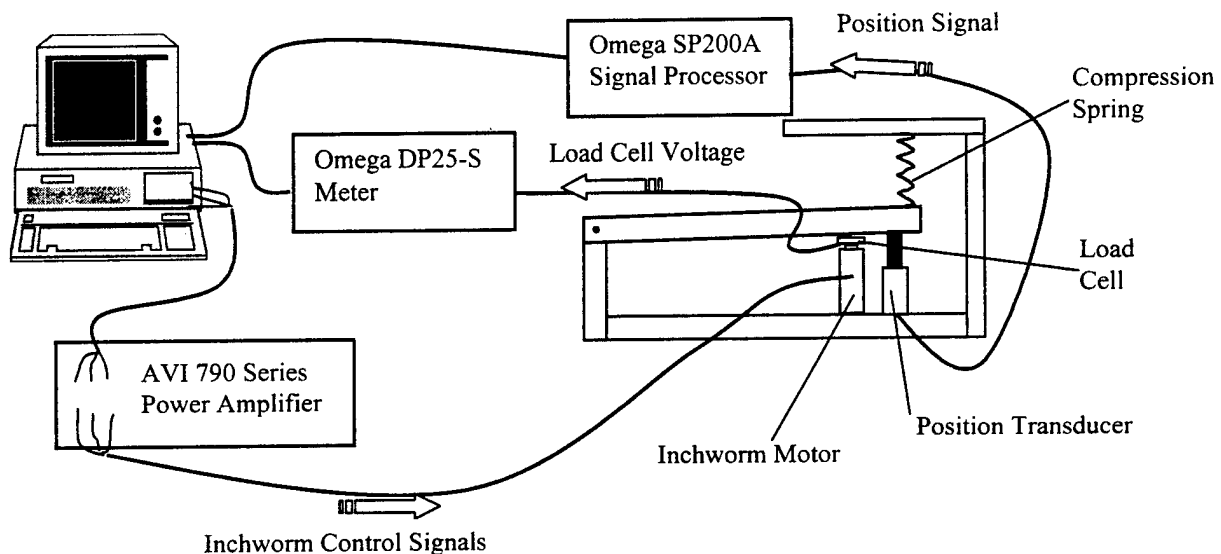 Position Signal
Omega SP200A
Signal Processor
Compression
Spring
Omega DP25-S
Meter
Load Cell Voltage
Load
Cell
AVI 790 Series
Power Amplifier
Position Transducer
Inchworm Motor
Inchworm Control Signals